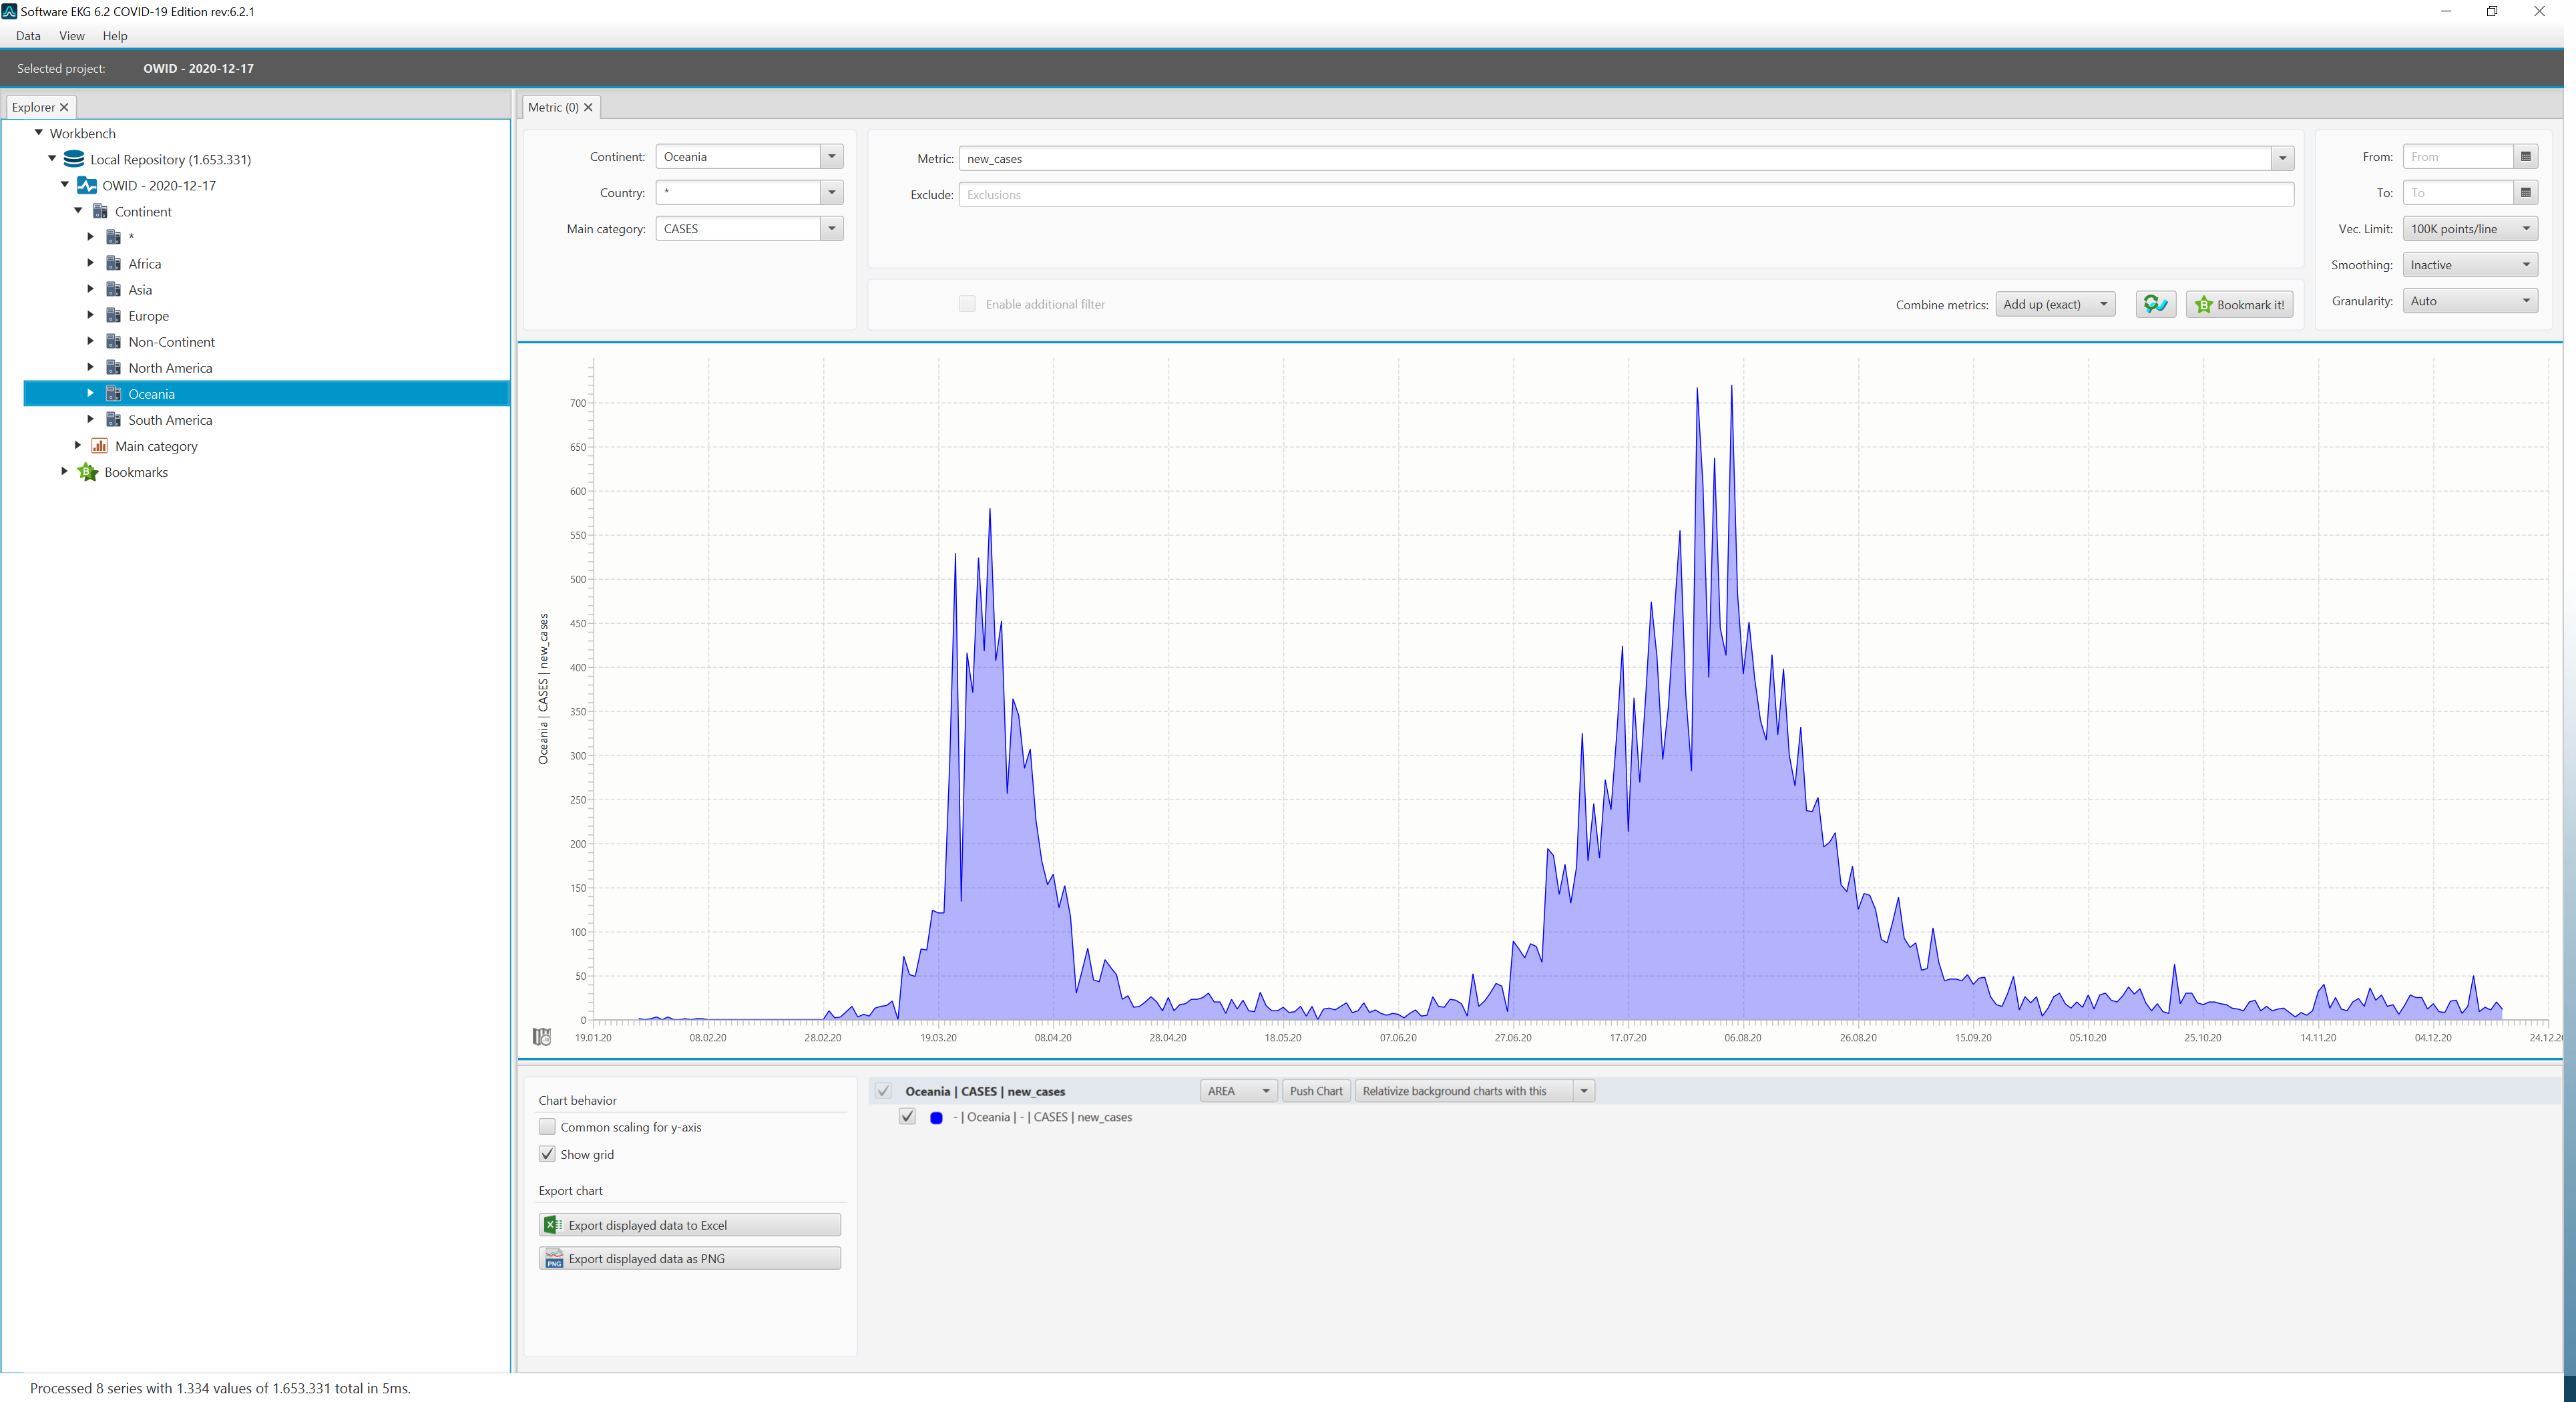 Software EKG 6.2 COVID-19 Edition rev:6.2.1
Data View Help
Selected project: OWID - 2020-12-17
Explorer
Workbench
Local Repository (1.653.331)
OWID - 2020-12-17
Continent
*
Africa
Asia
Europe
Non-Continent
North America
Oceania
South America
Main category
Bookmarks
Metric (0)
Continent: Oceania
Country: *
Main category: CASES
Metric: new_cases
Exclude: Exclusions
Enable additional filter
Combine metrics: Add up (exact)
Bookmark it!
From: From
To: To
Vec. Limit: 100K points/line
Smoothing: Inactive
Granularity: Auto
Oceania | CASES | new_cases
700
650
600
550
500
450
400
350
300
250
200
150
100
50
0
19.01.20 08.02.20 28.02.20 19.03.20 08.04.20 28.04.20 18.05.20 07.06.20 27.06.20 17.07.20 06.08.20 26.08.20 15.09.20 05.10.20 25.10.20 14.11.20 04.12.20 24.12.2
Chart behavior
Common scaling for y-axis
Show grid
Export chart
Export displayed data to Excel
PNG Export displayed data as PNG
Oceania | CASES | new_cases AREA Push Chart Relativize background charts with this
- | Oceania | - | CASES | new_cases
Processed 8 series with 1.334 values of 1.653.331 total in 5ms.